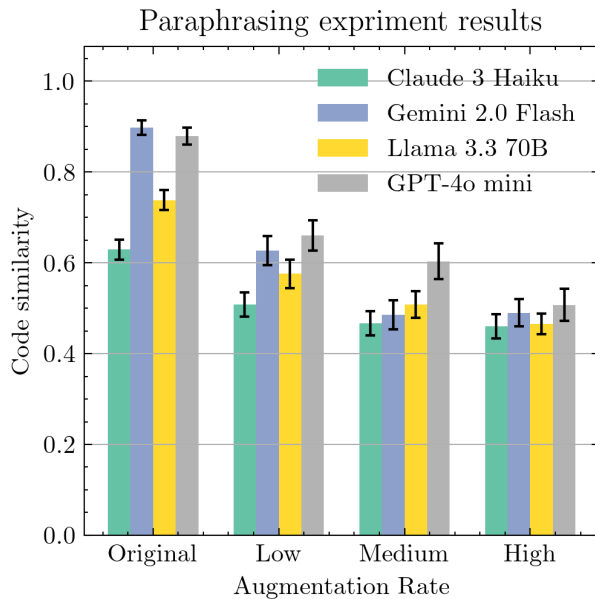 Paraphrasing expriment results
Claude 3 Haiku
Gemini 2.0 Flash
Llama 3.3 70B
GPT-4o mini
Code similarity
1.0
0.8
0.6
0.4
0.2
0.0
Original Low Medium High
Augmentation Rate